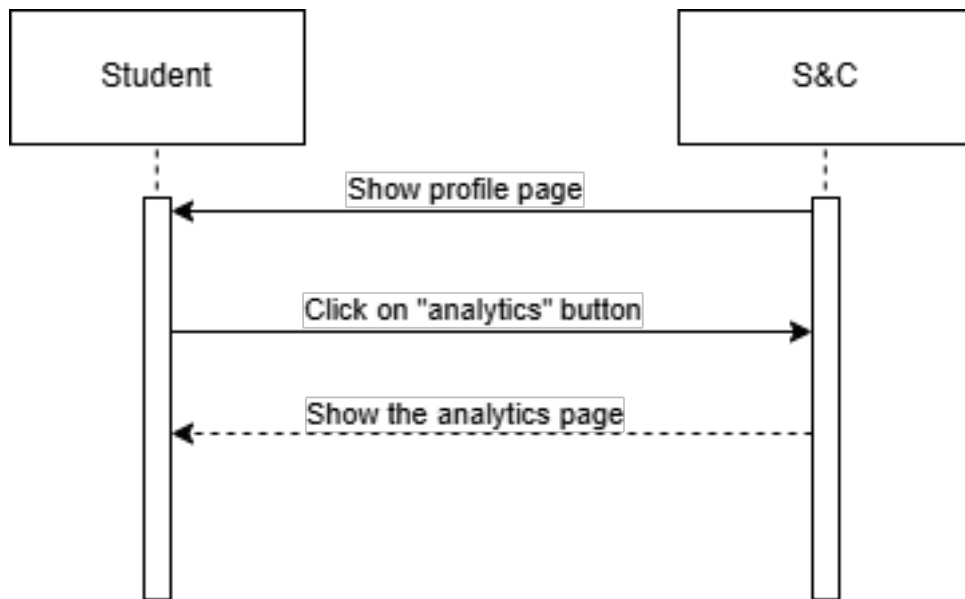 Student
S&C
Show profile page
Click on "analytics" button
Show the analytics page